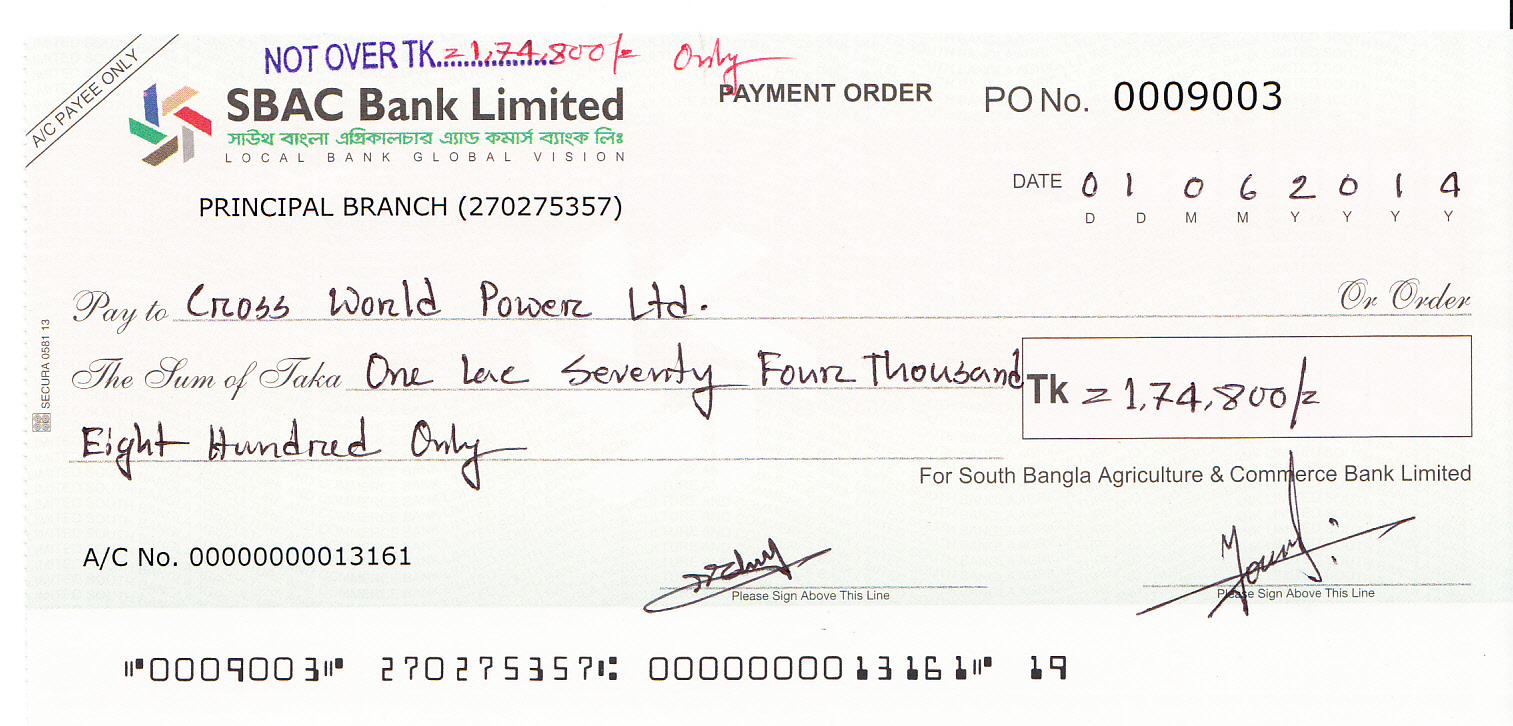 NOT OVER TK.=1,74,800/= Only
A/C PAYEE ONLY
SBAC Bank Limited
সাউথ বাংলা এগ্রিকালচার এ্যান্ড কমার্স ব্যাংক লিঃ
LOCAL BANK GLOBAL VISION
PAYMENT ORDER
PO No. 0009003
DATE 0 1 0 6 2 0 1 4
D D M M Y Y Y Y
PRINCIPAL BRANCH (270275357)
Pay to Cross World Power Ltd. Or Order
The Sum of Taka One Lac Seventy Four Thousand
Tk =1,74,800/=
Eight Hundred Only
For South Bangla Agriculture & Commerce Bank Limited
A/C No. 00000000013161
Please Sign Above This Line
Please Sign Above This Line
SECURA 0581 13
⑈0009003⑈ 270275357⑆ 00000000013161⑈ 19